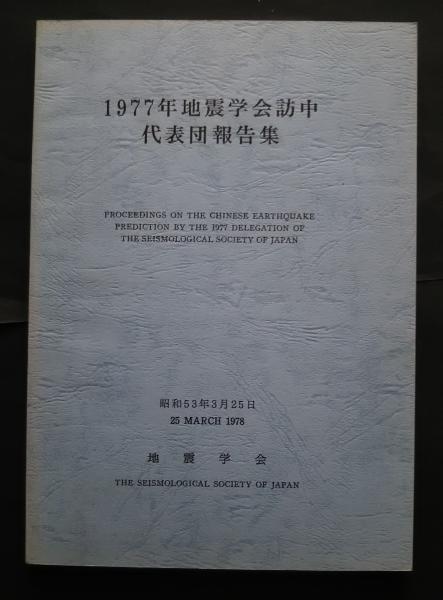 1977年地震学会訪中
代表団報告集
PROCEEDINGS ON THE CHINESE EARTHQUAKE
PREDICTION BY THE 1977 DELEGATION OF
THE SEISMOLOGICAL SOCIETY OF JAPAN
昭和53年3月25日
25 MARCH 1978
地震学会
THE SEISMOLOGICAL SOCIETY OF JAPAN